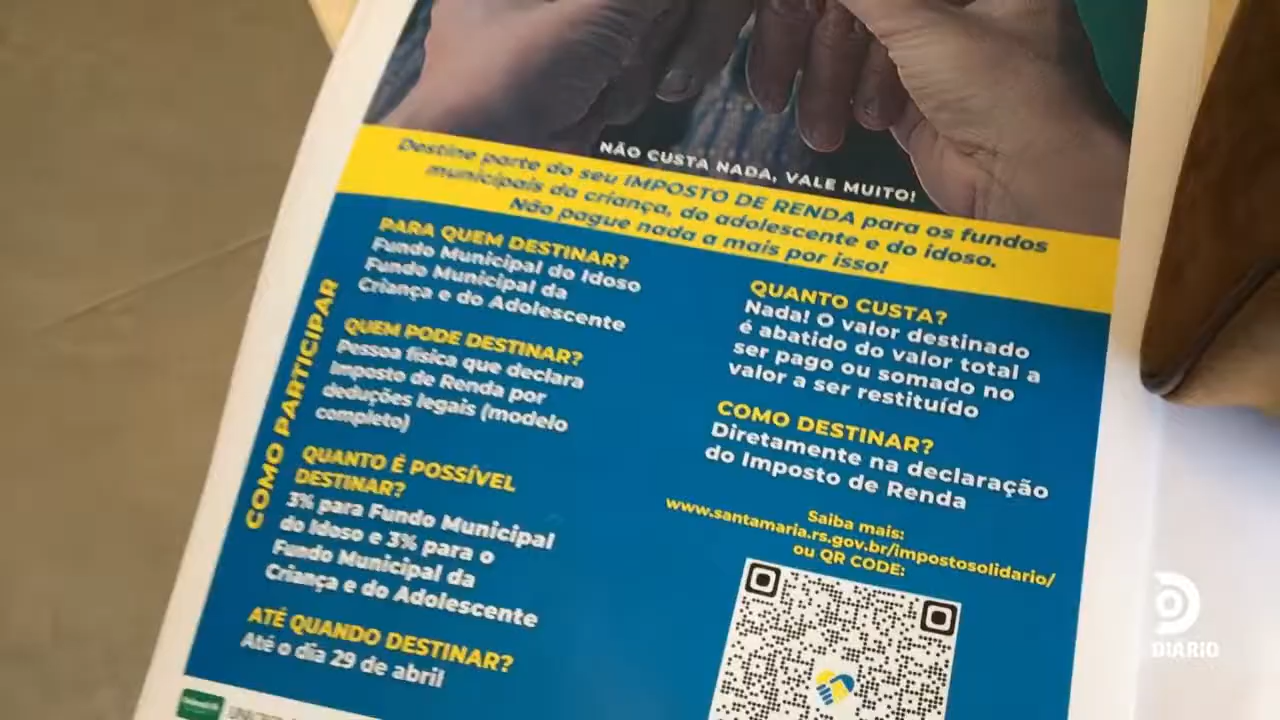 NÃO CUSTA NADA, VALE MUITO!
Destine parte do seu IMPOSTO DE RENDA para os fundos
municipais da criança, do adolescente e do idoso.
Não pague nada a mais por isso!
COMO PARTICIPAR
PARA QUEM DESTINAR?
Fundo Municipal do Idoso
Fundo Municipal da
Criança e do Adolescente
QUEM PODE DESTINAR?
Pessoa física que declara
Imposto de Renda por
deduções legais (modelo
completo)
QUANTO É POSSÍVEL
DESTINAR?
3% para Fundo Municipal
do Idoso e 3% para o
Fundo Municipal da
Criança e do Adolescente
ATÉ QUANDO DESTINAR?
Até o dia 29 de abril
QUANTO CUSTA?
Nada! O valor destinado
é abatido do valor total a
ser pago ou somado no
valor a ser restituído
COMO DESTINAR?
Diretamente na declaração
do Imposto de Renda
Saiba mais:
www.santamaria.rs.gov.br/impostosolidario/
ou QR CODE:
DIÁRIO